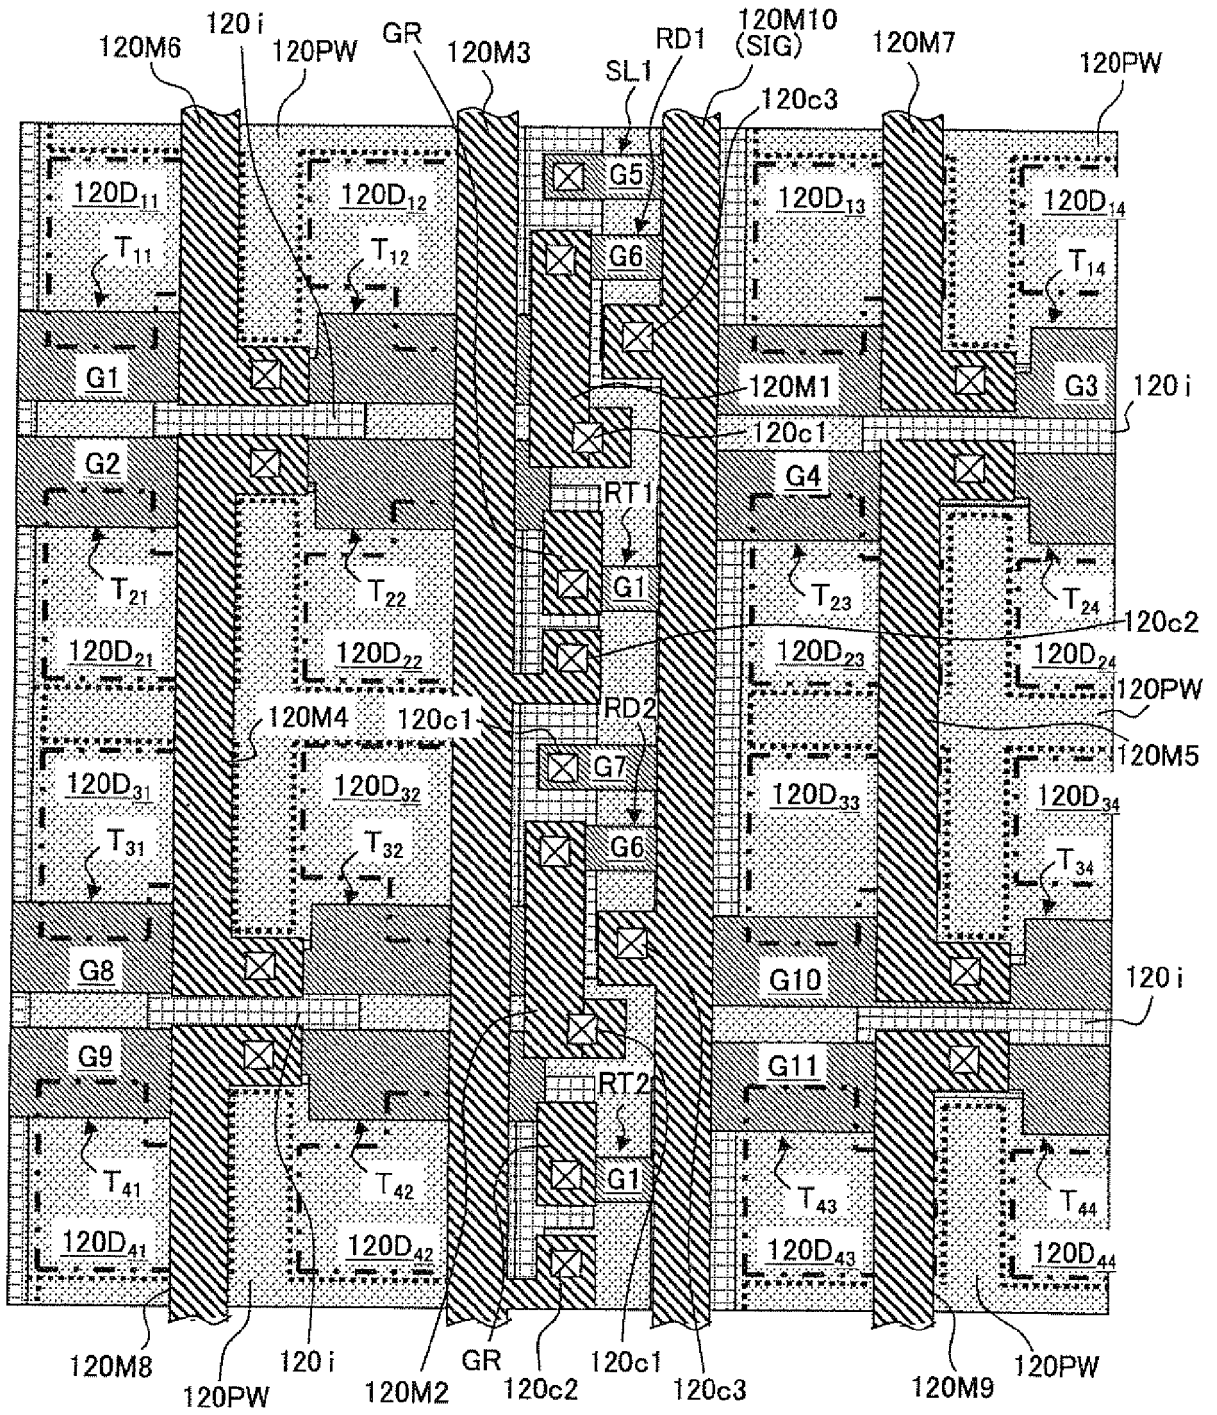 120M6
120i
120PW
GR
120M3
RD1
SL1
120M10
(SIG)
120c3
120M7
120PW
120D11
120D12
G5
120D13
120D14
T11
T12
G6
T14
G1
120M1
G3
120i
G2
120c1
RT1
G4
T21
T22
G1
T23
T24
120c2
120D21
120D22
120D23
120D24
120M4
120c1
RD2
120PW
120M5
120D31
120D32
G7
120D33
120D34
T31
T32
G6
T34
G8
G10
120i
G9
RT2
G11
T41
T42
G1
T43
T44
120D41
120D42
120D43
120D44
120M8
120PW
120i
120M2
GR
120c2
120c1
120c3
120M9
120PW